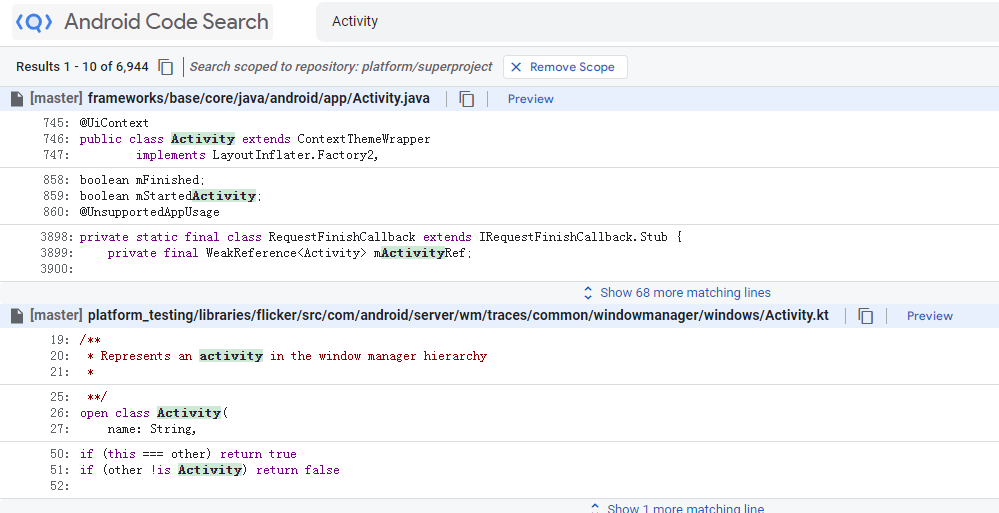 Android Code Search
Activity
Results 1 - 10 of 6,944 Search scoped to repository: platform/superproject Remove Scope
[master] frameworks/base/core/java/android/app/Activity.java Preview
745: @UiContext
746: public class Activity extends ContextThemeWrapper
747: implements LayoutInflater.Factory2,
858: boolean mFinished;
859: boolean mStartedActivity;
860: @UnsupportedAppUsage
3898: private static final class RequestFinishCallback extends IRequestFinishCallback.Stub {
3899: private final WeakReference<Activity> mActivityRef;
3900:
Show 68 more matching lines
[master] platform_testing/libraries/flicker/src/com/android/server/wm/traces/common/windowmanager/windows/Activity.kt Preview
19: /**
20: * Represents an activity in the window manager hierarchy
21: *
25: **/
26: open class Activity(
27: name: String,
50: if (this === other) return true
51: if (other !is Activity) return false
52:
Show 1 more matching line